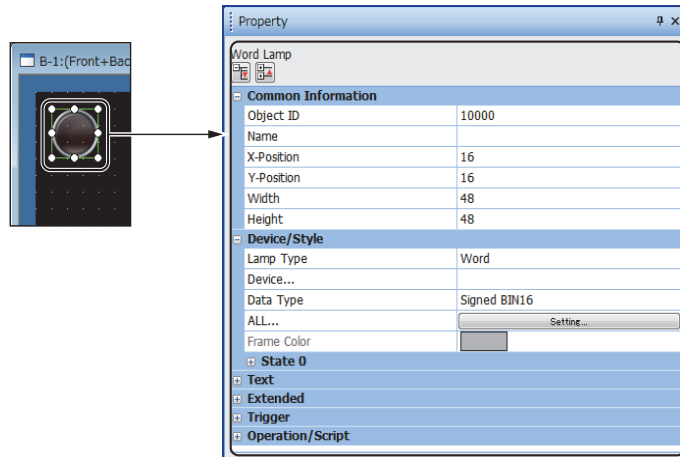 Property
B-1:(Front+Bac
Word Lamp
Common Information
Object ID 10000
Name
X-Position 16
Y-Position 16
Width 48
Height 48
Device/Style
Lamp Type Word
Device...
Data Type Signed BIN16
ALL... Setting...
Frame Color
State 0
Text
Extended
Trigger
Operation/Script